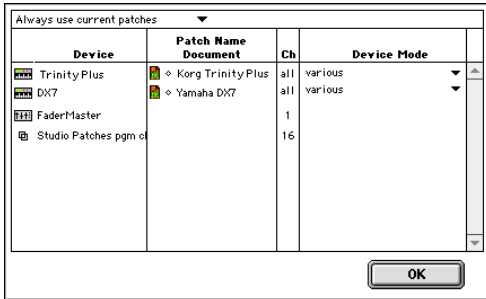 Always use current patches
Patch Name
Device Document Ch Device Mode
Trinity Plus Korg Trinity Plus all various
DX7 Yamaha DX7 all various
FaderMaster 1
Studio Patches pgm cl 16
OK